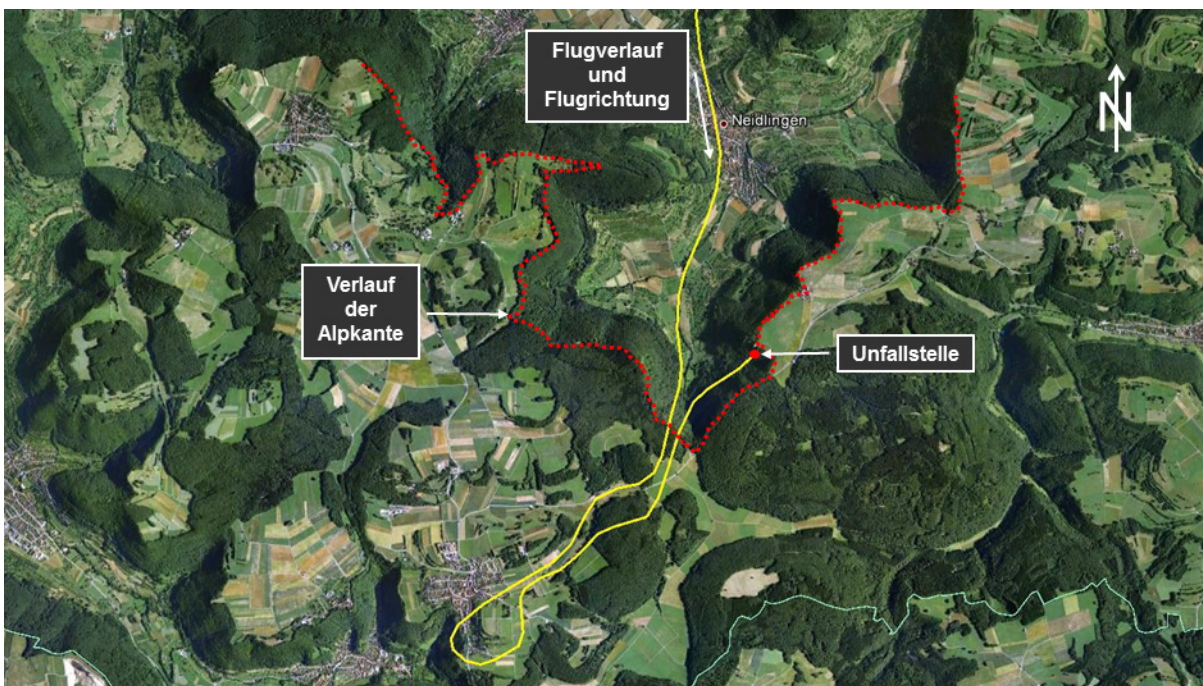 Flugverlauf
und
Flugrichtung
Neidlingen
N
Verlauf
der
Alpkante
Unfallstelle